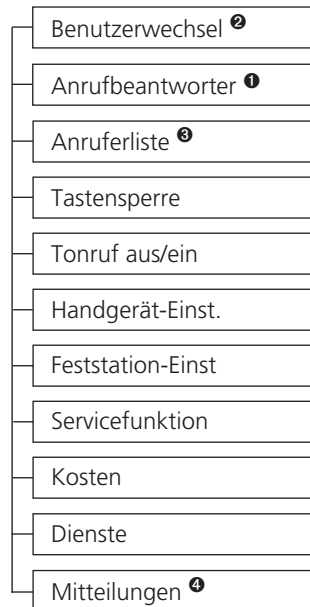 Benutzerwechsel ❷
Anrufbeantworter ❶
Anruferliste ❸
Tastensperre
Tonruf aus/ein
Handgerät-Einst.
Feststation-Einst
Servicefunktion
Kosten
Dienste
Mitteilungen ❹